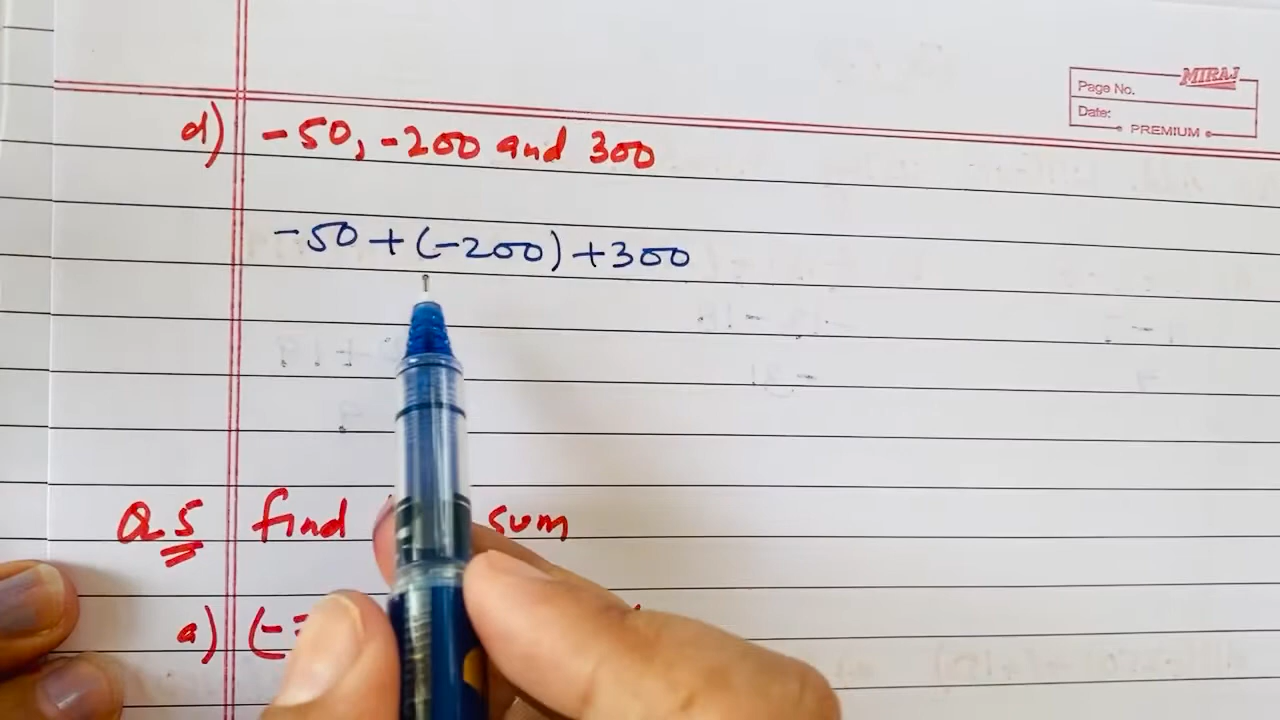 MIRAJ
Page No.
Date:
PREMIUM
d) -50, -200 and 300
-50 + (-200) + 300
Q5 find sum
a) (-